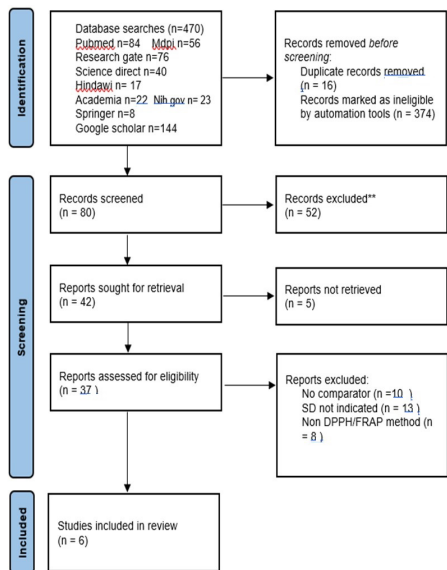 Identification
Database searches (n=470)
Pubmed n=84 Mdpi n=56
Research gate n=76
Science direct n=40
Hindawi n= 17
Academia n=22 Nih.gov n= 23
Springer n=8
Google scholar n=144
Records removed before
screening:
Duplicate records removed
(n = 16)
Records marked as ineligible
by automation tools (n = 374)
Screening
Records screened
(n = 80)
Records excluded**
(n = 52)
Reports sought for retrieval
(n = 42)
Reports not retrieved
(n = 5)
Reports assessed for eligibility
(n = 37 )
Reports excluded:
No comparator (n =10 )
SD not indicated (n = 13 )
Non DPPH/FRAP method (n
= 8 )
Included
Studies included in review
(n = 6)